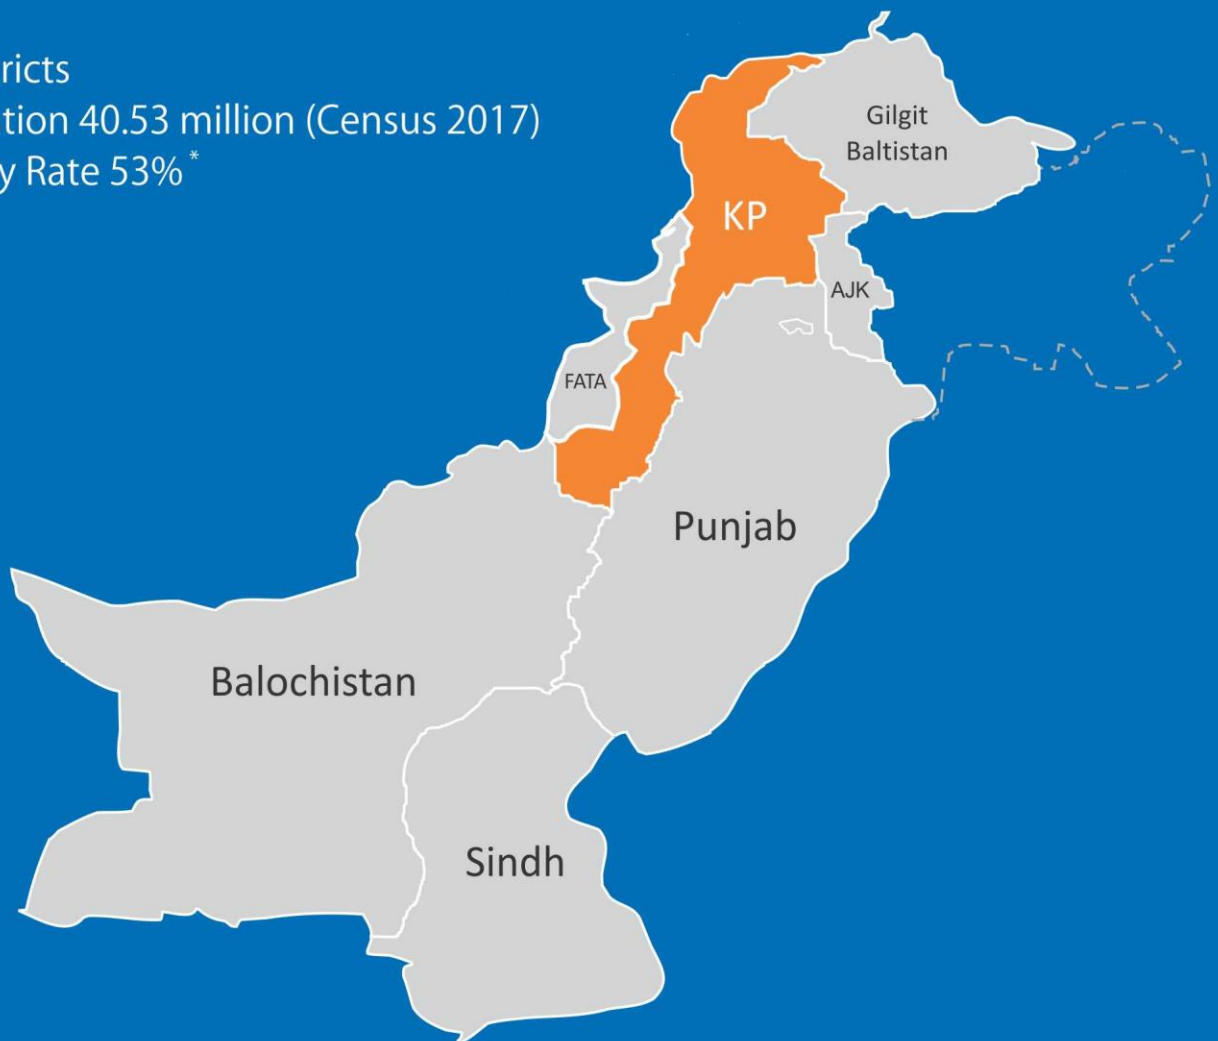 ricts
tion 40.53 million (Census 2017)
y Rate 53%*
Gilgit
Baltistan
KP
AJK
FATA
Punjab
Balochistan
Sindh